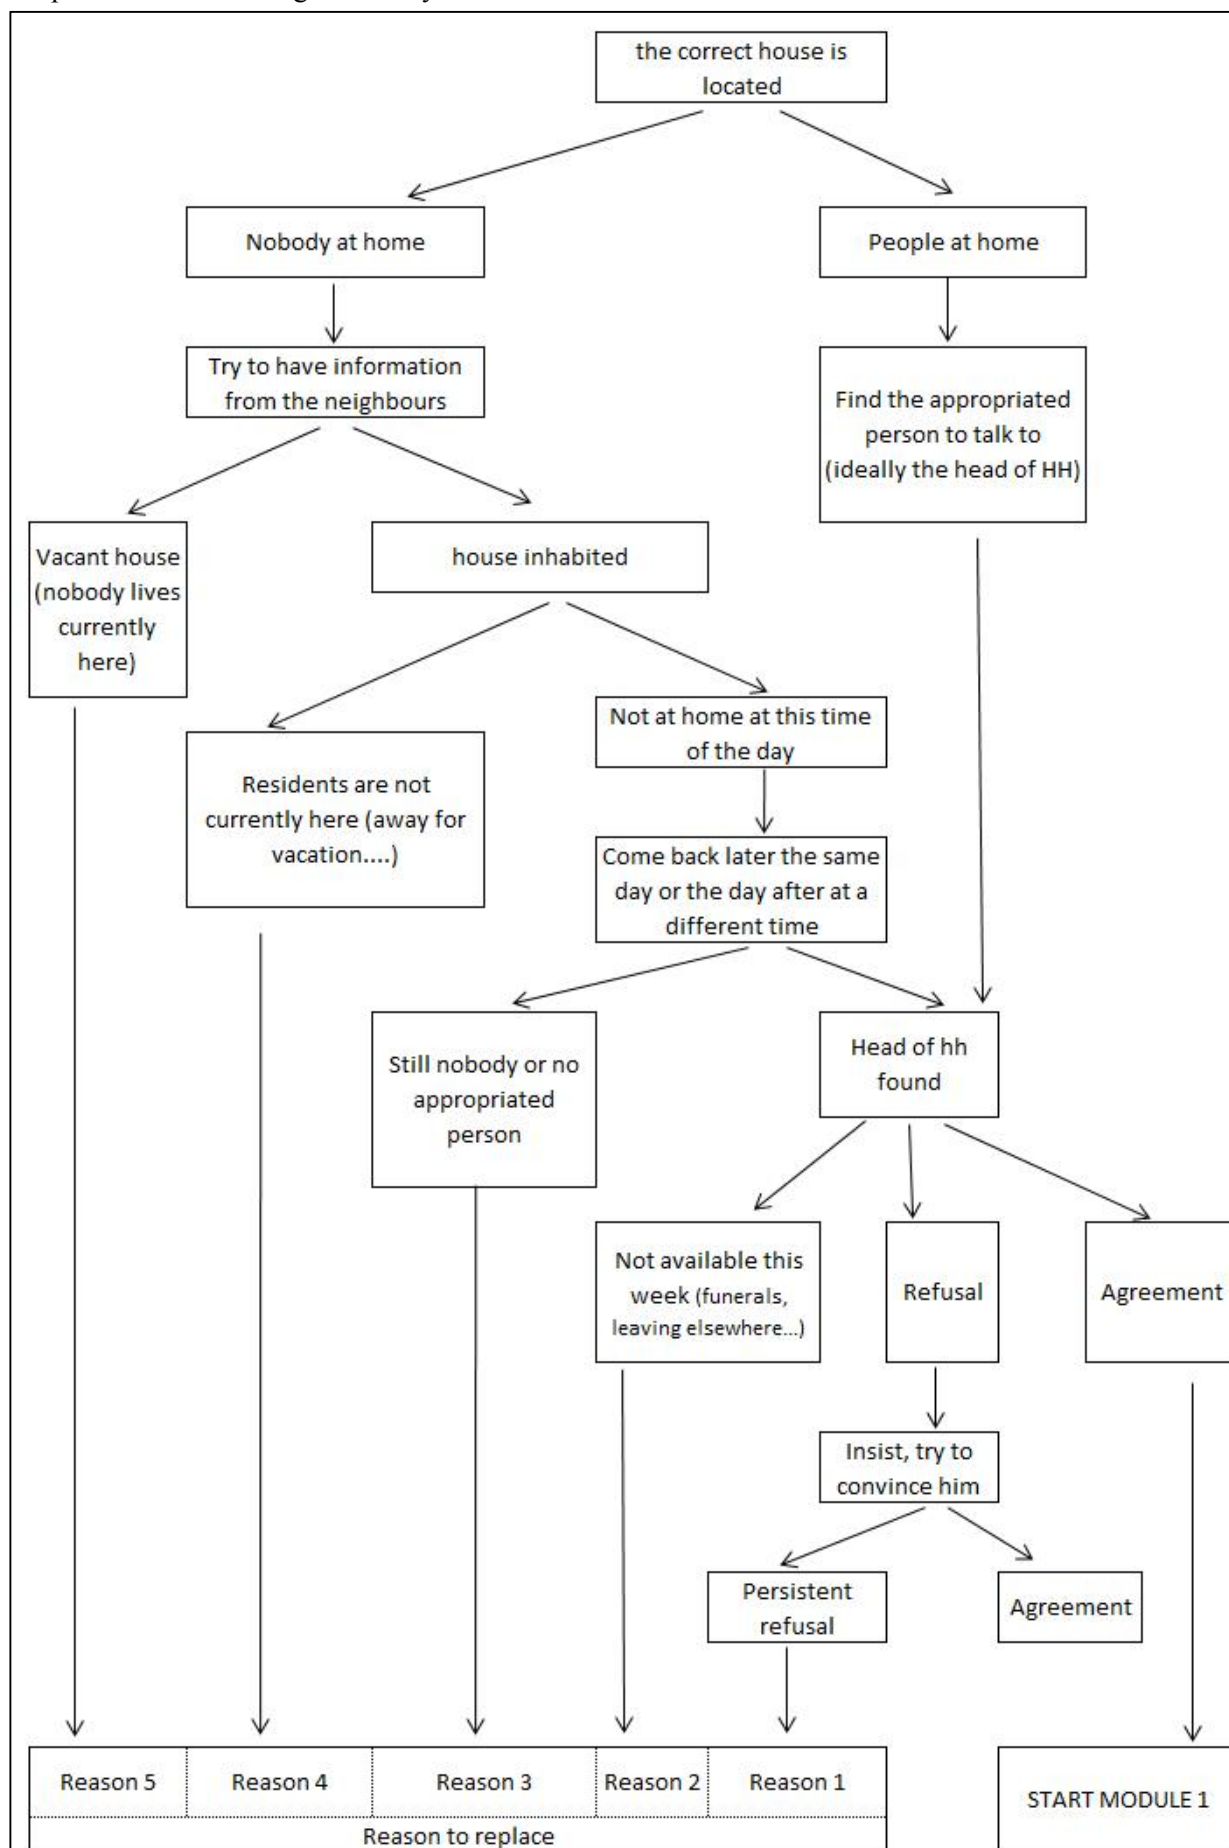 the correct house is
located
Nobody at home
People at home
Try to have information
from the neighbours
Find the appropriated
person to talk to
(ideally the head of HH)
Vacant house
(nobody lives
currently
here)
house inhabited
Not at home at this time
of the day
Residents are not
currently here (away for
vacation....)
Come back later the same
day or the day after at a
different time
Still nobody or no
appropriated
person
Head of hh
found
Not available this
week (funerals,
leaving elsewhere...)
Refusal
Agreement
Insist, try to
convince him
Persistent
refusal
Agreement
Reason 5
Reason 4
Reason 3
Reason 2
Reason 1
Reason to replace
START MODULE 1